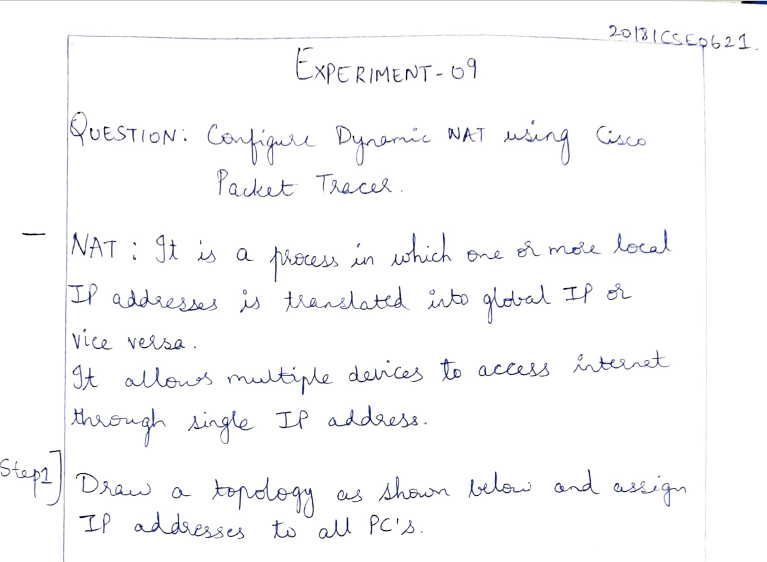 20181CSE0621.
EXPERIMENT-09
QUESTION: Configure Dynamic NAT using Cisco
Packet Tracer.
NAT: It is a process in which one or more local
IP addresses is translated into global IP or
vice versa.
It allows multiple devices to access internet
through single IP address.
Step1] Draw a topology as shown below and assign
IP addresses to all PC's.